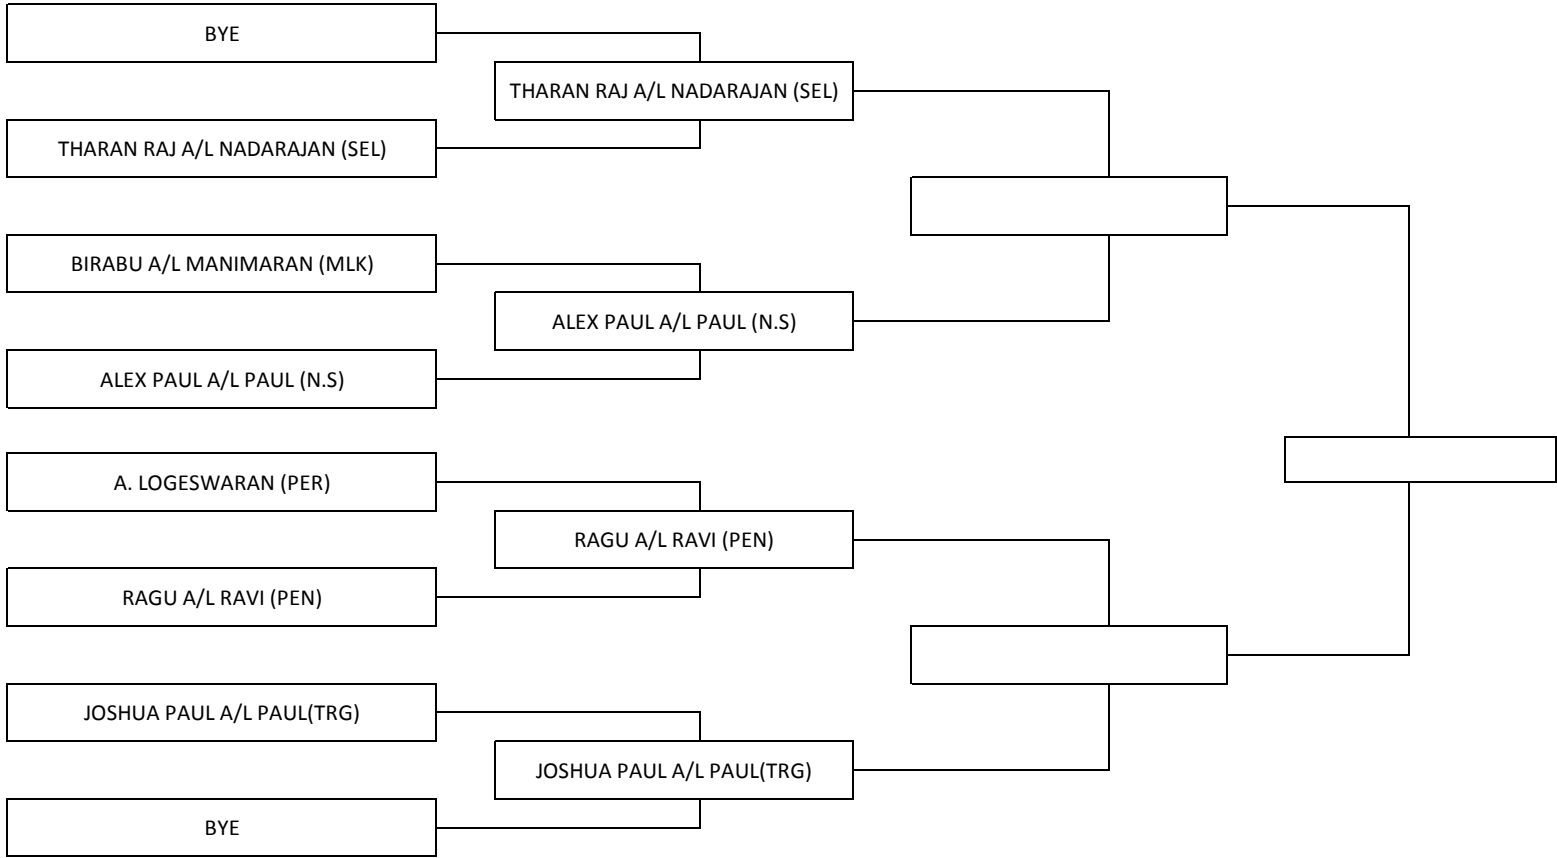 BYE
THARAN RAJ A/L NADARAJAN (SEL)
THARAN RAJ A/L NADARAJAN (SEL)
BIRABU A/L MANIMARAN (MLK)
ALEX PAUL A/L PAUL (N.S)
ALEX PAUL A/L PAUL (N.S)
A. LOGESWARAN (PER)
RAGU A/L RAVI (PEN)
RAGU A/L RAVI (PEN)
JOSHUA PAUL A/L PAUL(TRG)
JOSHUA PAUL A/L PAUL(TRG)
BYE